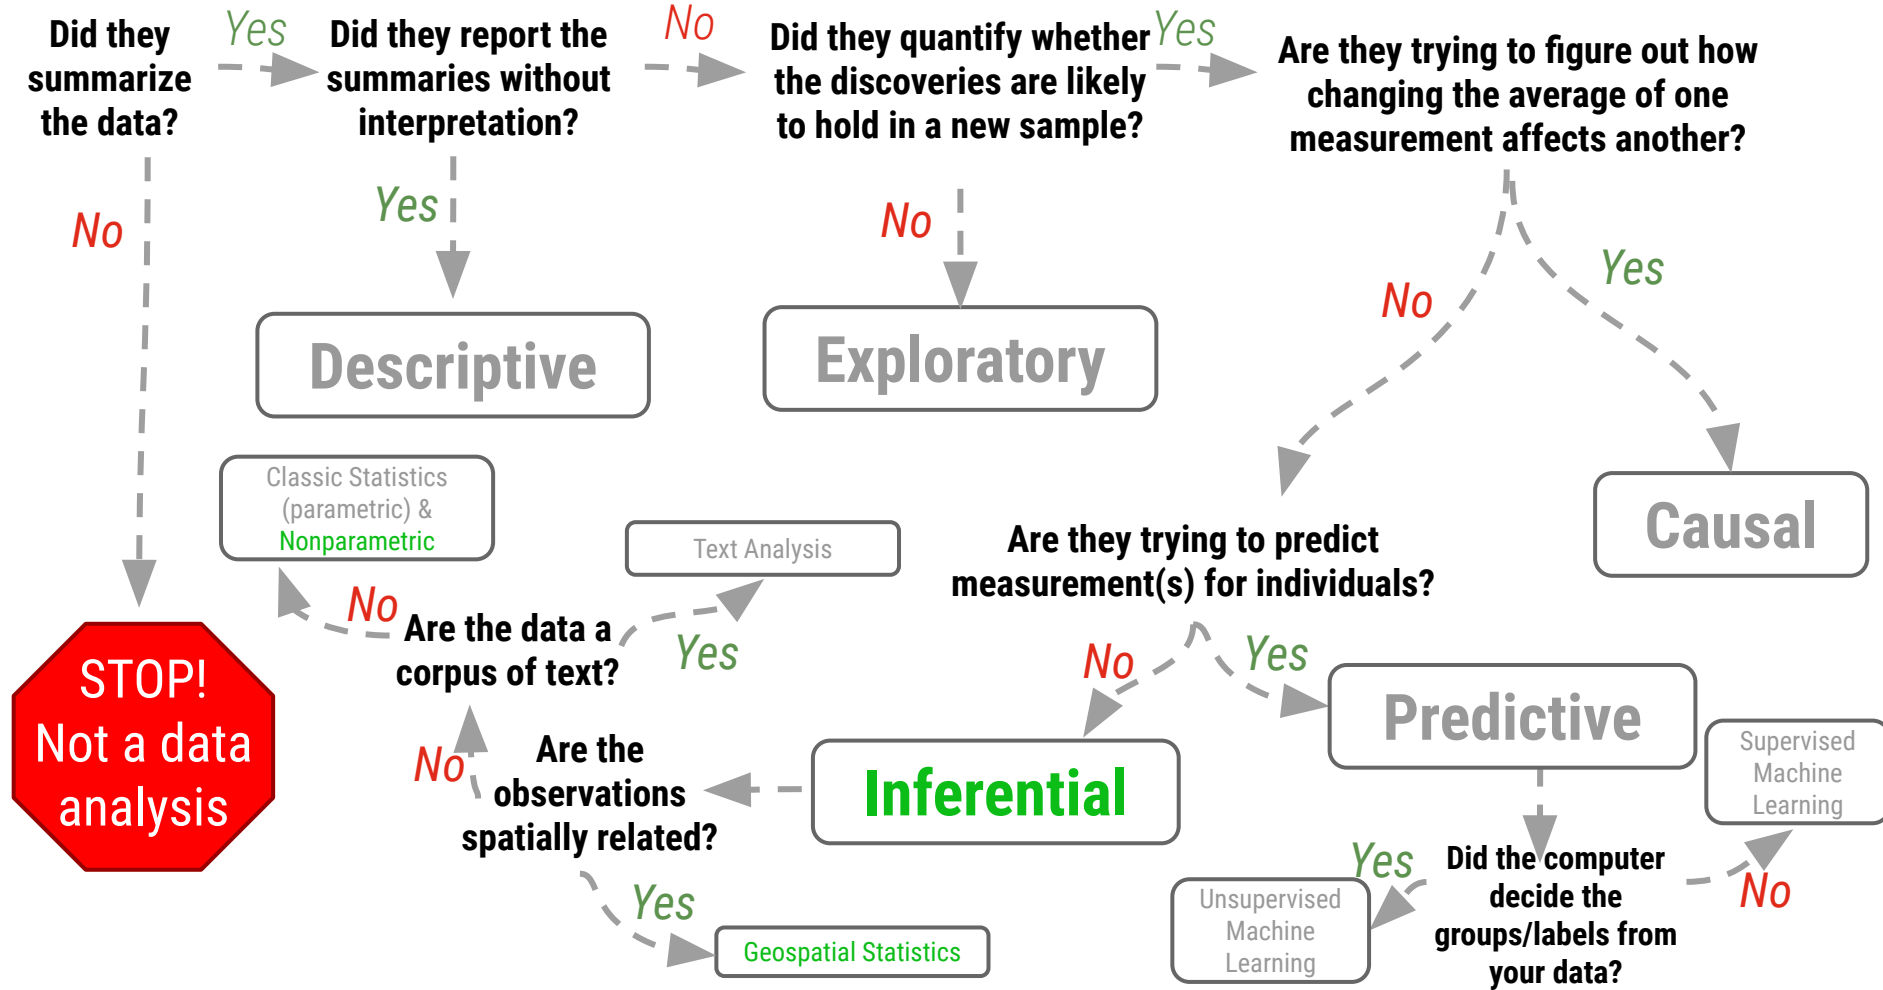 Did they
summarize
the data?
Yes
Did they report the
summaries without
interpretation?
No
Did they quantify whether
the discoveries are likely
to hold in a new sample?
Yes
Are they trying to figure out how
changing the average of one
measurement affects another?
No
Yes
No
No
Yes
Descriptive
Exploratory
Causal
Classic Statistics
(parametric) &
Nonparametric
Text Analysis
Are they trying to predict
measurement(s) for individuals?
No
Are the data a
corpus of text?
Yes
No
Yes
STOP!
Not a data
analysis
Predictive
No
Are the
observations
spatially related?
Inferential
Supervised
Machine
Learning
Yes
Geospatial Statistics
Yes
Did the computer
decide the
groups/labels from
your data?
No
Unsupervised
Machine
Learning